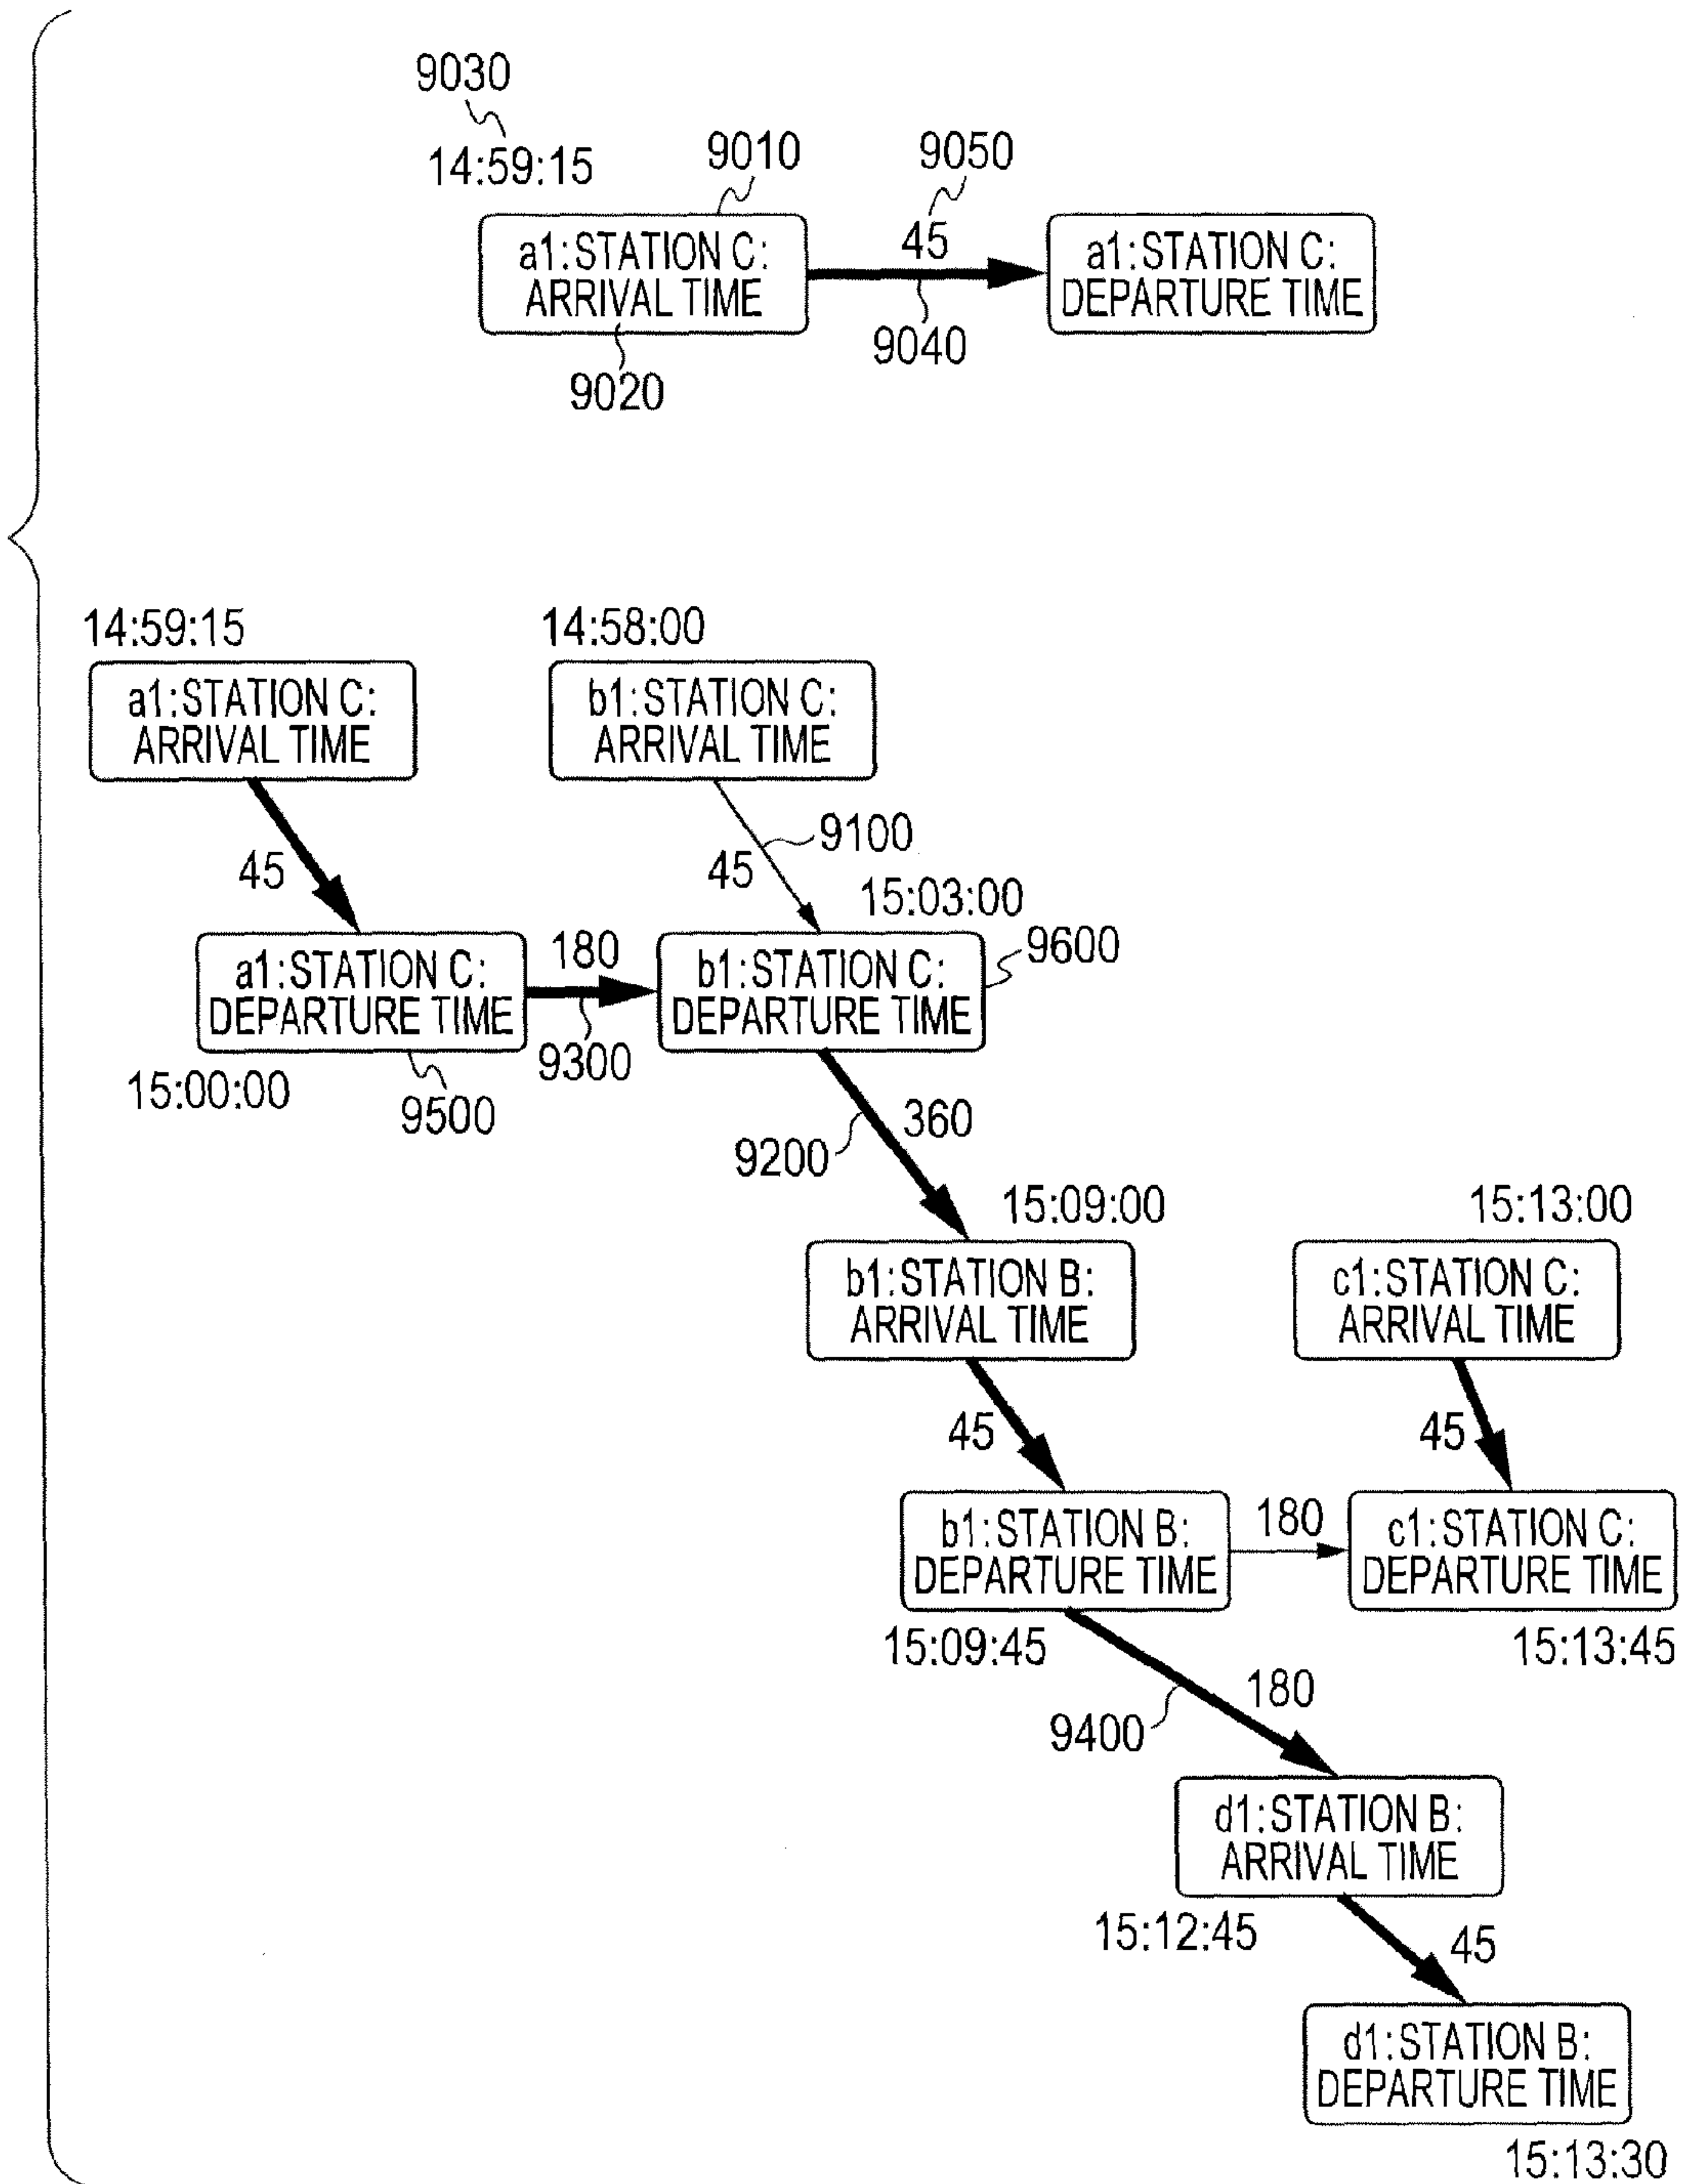 9030
14:59:15
9010
9050
a1:STATION C:
ARRIVAL TIME
45
a1:STATION C:
DEPARTURE TIME
9040
9020
14:59:15
14:58:00
a1:STATION C:
ARRIVAL TIME
b1:STATION C:
ARRIVAL TIME
45
45
9100
15:03:00
a1:STATION C:
DEPARTURE TIME
180
b1:STATION C:
DEPARTURE TIME
9600
9300
15:00:00
9500
9200
360
15:09:00
15:13:00
b1:STATION B:
ARRIVAL TIME
c1:STATION C:
ARRIVAL TIME
45
45
b1:STATION B:
DEPARTURE TIME
180
c1:STATION C:
DEPARTURE TIME
15:09:45
15:13:45
9400
180
d1:STATION B:
ARRIVAL TIME
15:12:45
45
d1:STATION B:
DEPARTURE TIME
15:13:30